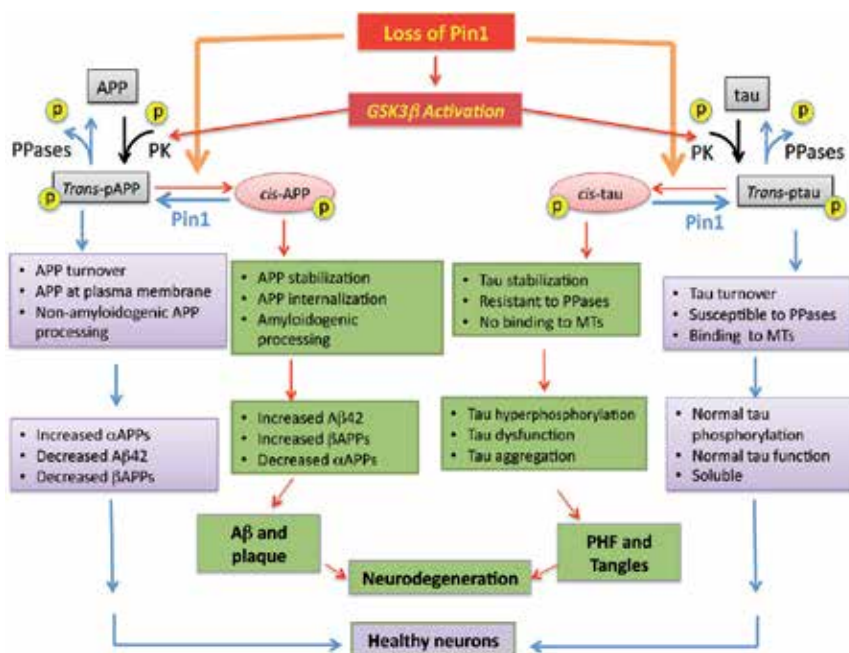 Loss of Pin1
GSK3β Activation
APP
P
P
PPases
PK
Trans-pAPP
P
cis-APP
P
Pin1
tau
P
P
PK
PPases
cis-tau
P
Trans-ptau
P
Pin1
• APP turnover
• APP at plasma membrane
• Non-amyloidogenic APP
processing
• APP stabilization
• APP internalization
• Amyloidogenic
processing
• Tau stabilization
• Resistant to PPases
• No binding to MTs
• Tau turnover
• Susceptible to PPases
• Binding to MTs
• Increased αAPPs
• Decreased Aβ42
• Decreased βAPPs
• Increased Aβ42
• Increased βAPPs
• Decreased αAPPs
• Tau hyperphosphorylation
• Tau dysfunction
• Tau aggregation
• Normal tau
phosphorylation
• Normal tau function
• Soluble
Aβ and
plaque
PHF and
Tangles
Neurodegeneration
Healthy neurons